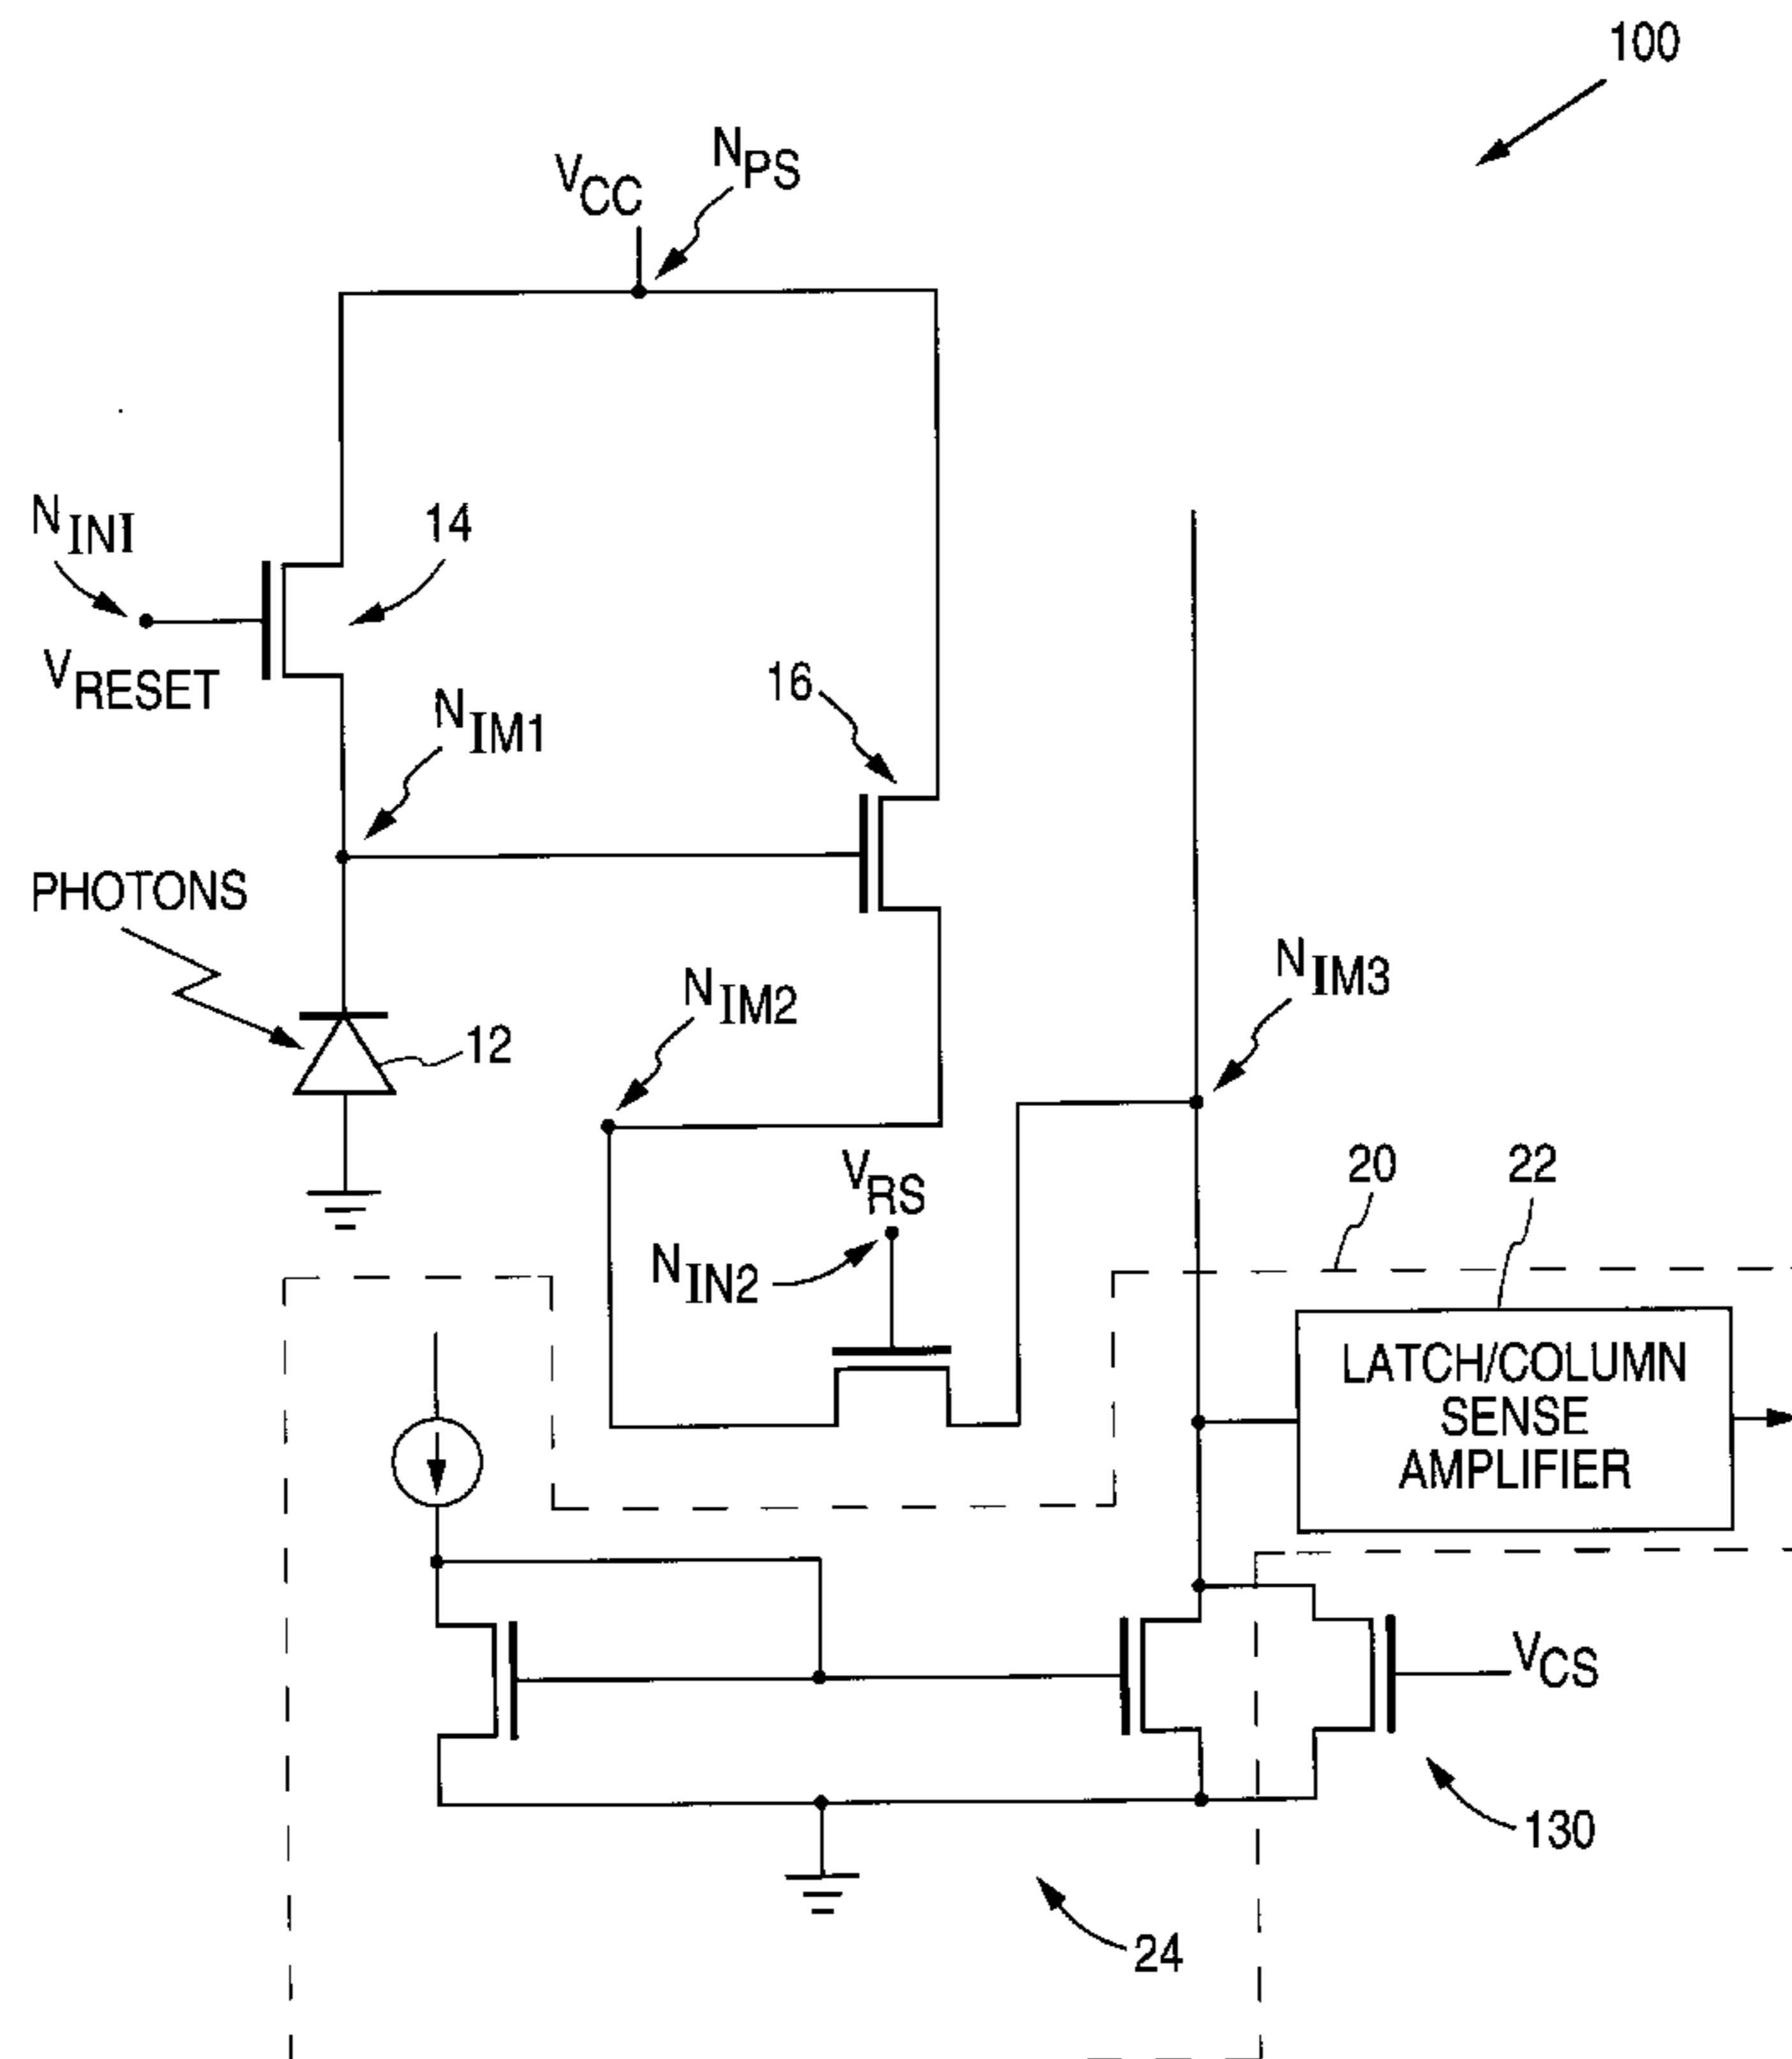 100
NPS
VCC
NINI
14
VRESET
16
NIM1
PHOTONS
NIM3
NIM2
12
20
22
VRS
NIN2
LATCH/COLUMN
SENSE
AMPLIFIER
VCS
130
24